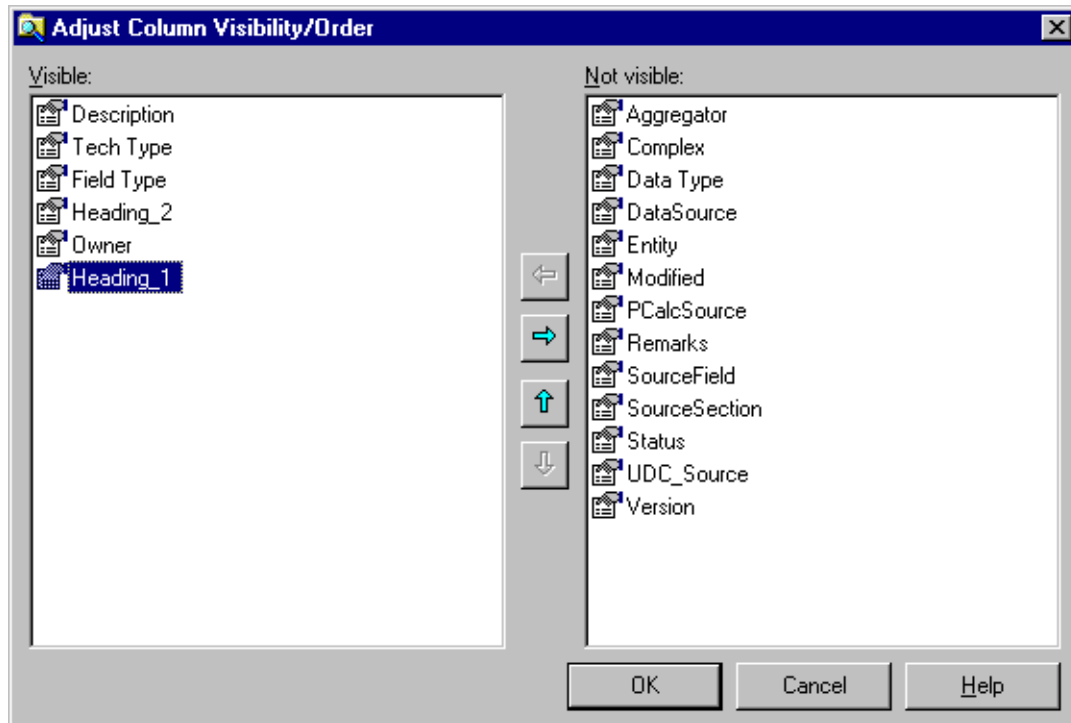 Adjust Column Visibility/Order
Visible:
Description
Tech Type
Field Type
Heading_2
Owner
Heading_1
Not visible:
Aggregator
Complex
Data Type
DataSource
Entity
Modified
PCalcSource
Remarks
SourceField
SourceSection
Status
UDC_Source
Version
OK
Cancel
Help